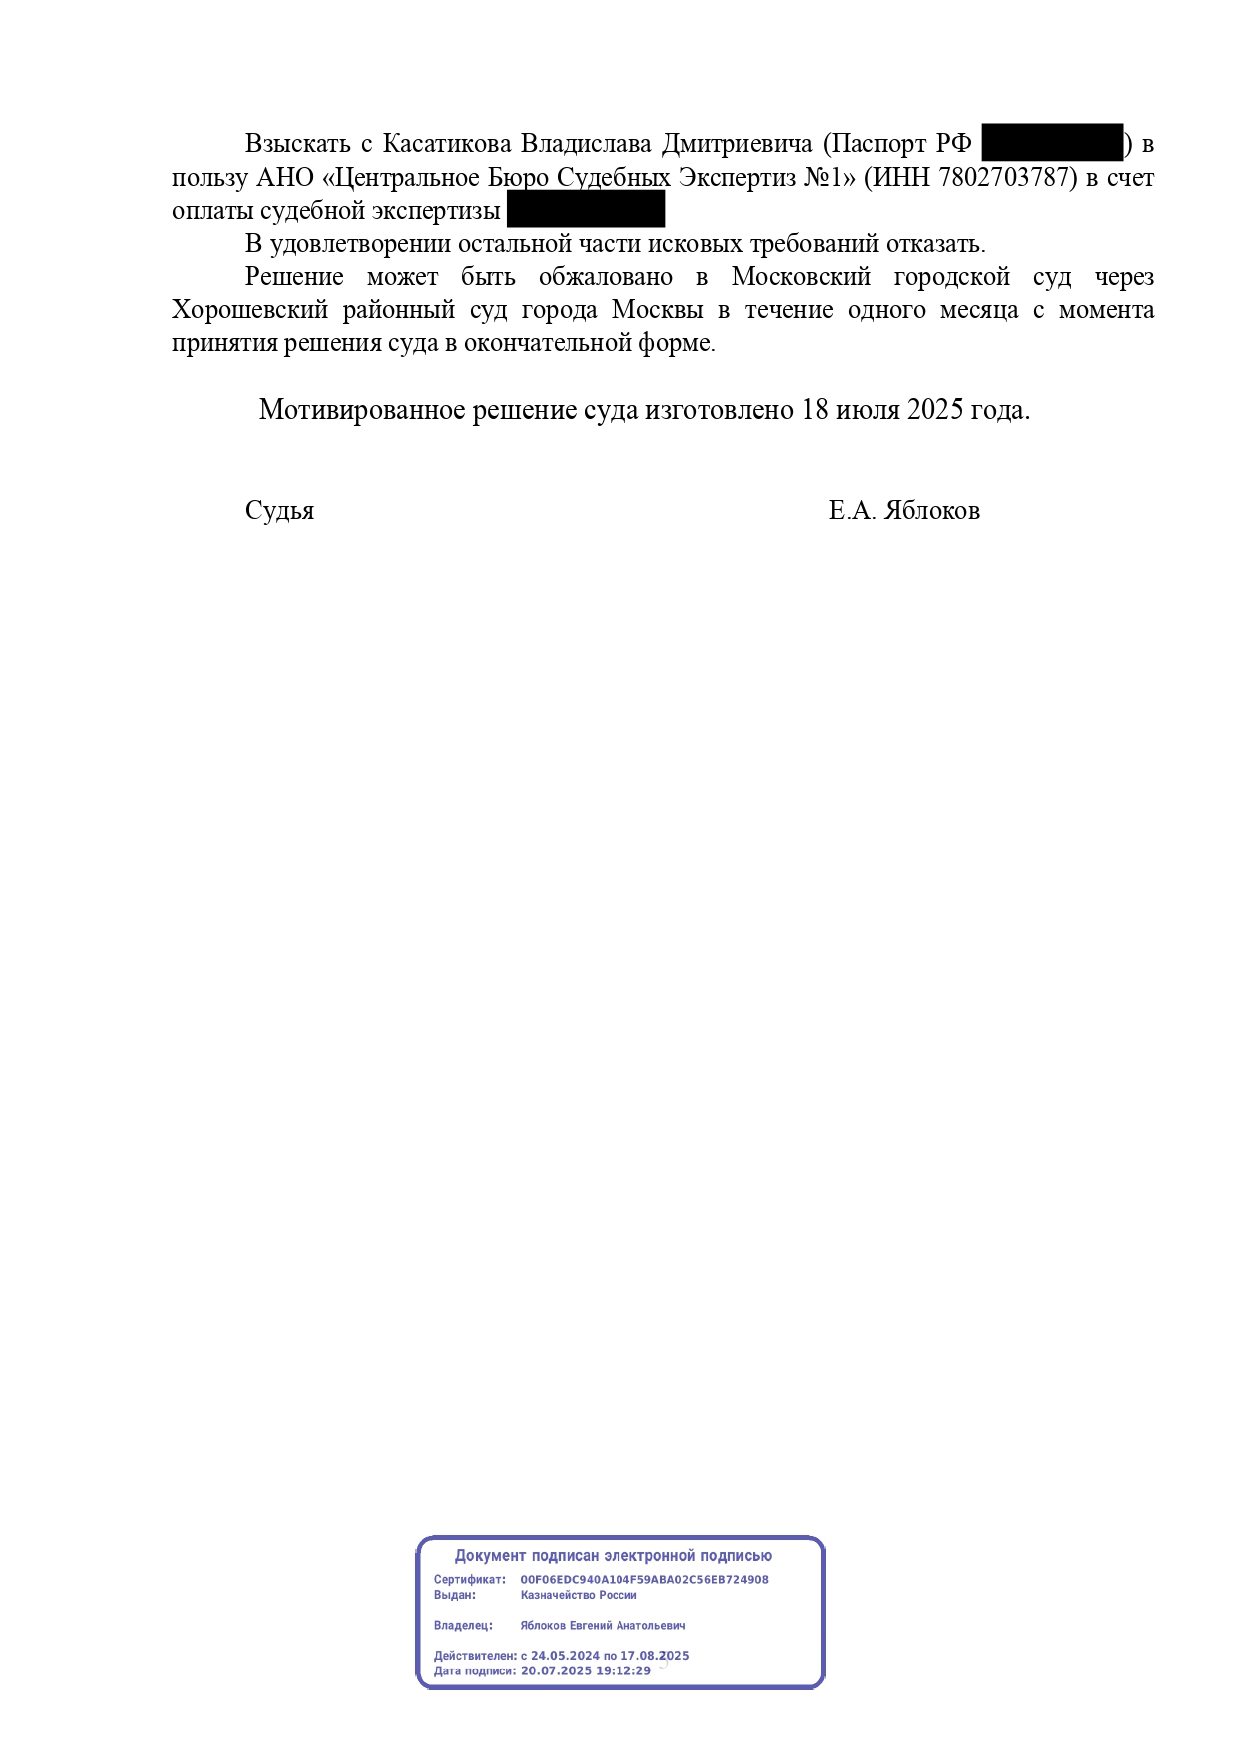 Взыскать с Касатикова Владислава Дмитриевича (Паспорт РФ ) в
пользу АНО «Центральное Бюро Судебных Экспертиз №1» (ИНН 7802703787) в счет
оплаты судебной экспертизы
В удовлетворении остальной части исковых требований отказать.
Решение может быть обжаловано в Московский городской суд через
Хорошевский районный суд города Москвы в течение одного месяца с момента
принятия решения суда в окончательной форме.
Мотивированное решение суда изготовлено 18 июля 2025 года.
Судья Е.А. Яблоков
Документ подписан электронной подписью
Сертификат: 00F06EDC940A104F59ABA02C56EB724908
Выдан: Казначейство России
Владелец: Яблоков Евгений Анатольевич
Действителен: с 24.05.2024 по 17.08.2025
Дата подписи: 20.07.2025 19:12:29